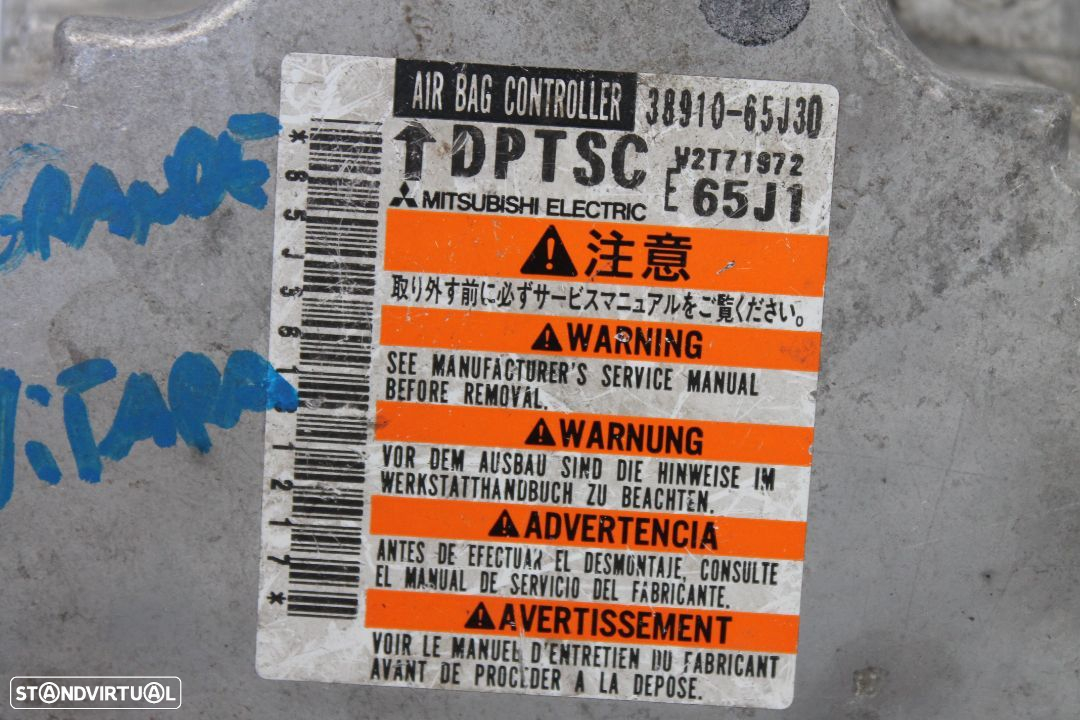 AIR BAG CONTROLLER 38910-65J30
↑DPTSC W2T71972
MITSUBISHI ELECTRIC E 65J1
注意
取り外す前に必ずサービスマニュアルをご覧ください。
WARNING
SEE MANUFACTURER'S SERVICE MANUAL
BEFORE REMOVAL.
WARNUNG
VOR DEM AUSBAU SIND DIE HINWEISE IM
WERKSTATTHANDBUCH ZU BEACHTEN.
ADVERTENCIA
ANTES DE EFECTUAR EL DESMONTAJE, CONSULTE
EL MANUAL DE SERVICIO DEL FABRICANTE.
AVERTISSEMENT
VOIR LE MANUEL D'ENTRETIEN DU FABRICANT
AVANT DE PROCEDER A LA DEPOSE.
GRANDE
ViTARA
STANDVIRTUAL